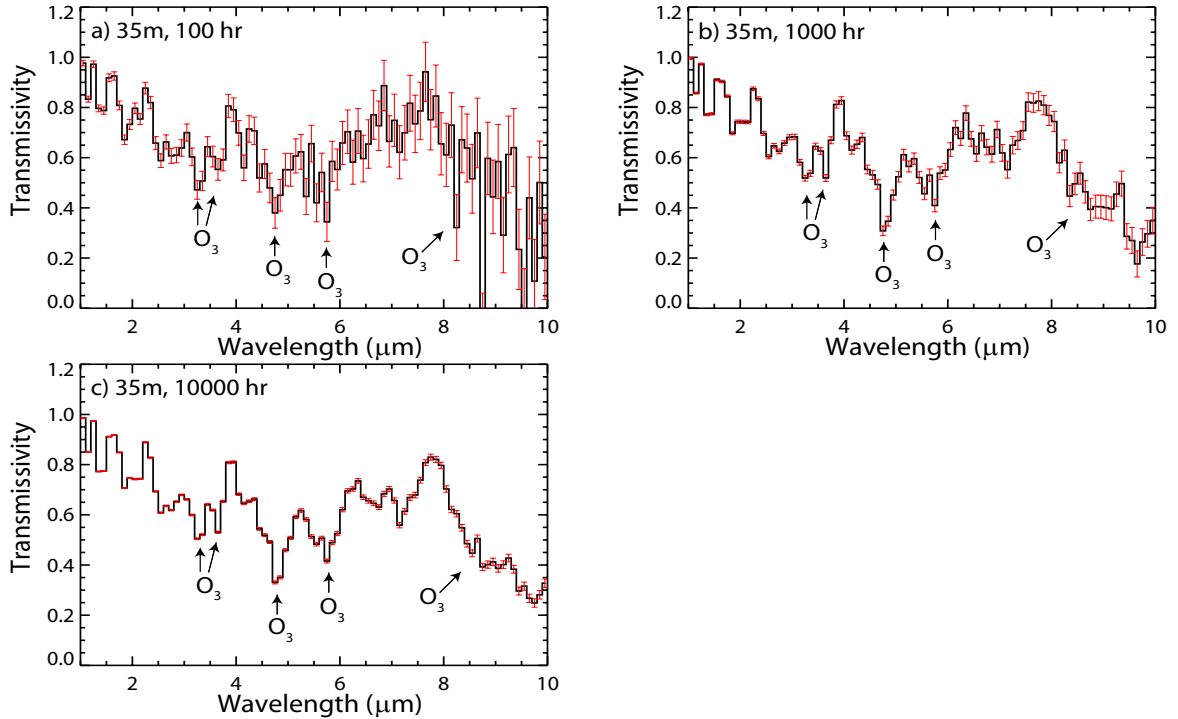 a) 35m, 100 hr
Transmissivity
1.2
1.0
0.8
0.6
0.4
0.2
0.0
O₃
O₃
O₃
O₃
2 4 6 8 10
Wavelength (μm)
b) 35m, 1000 hr
Transmissivity
1.2
1.0
0.8
0.6
0.4
0.2
0.0
O₃
O₃
O₃
O₃
2 4 6 8 10
Wavelength (μm)
c) 35m, 10000 hr
Transmissivity
1.2
1.0
0.8
0.6
0.4
0.2
0.0
O₃
O₃
O₃
O₃
2 4 6 8 10
Wavelength (μm)